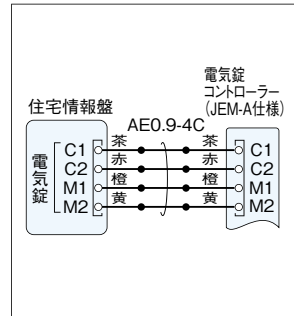 電気錠
コントローラー
(JEM-A仕様)
住宅情報盤
AE0.9-4C
電気錠
C1 茶 茶 C1
C2 赤 赤 C2
M1 橙 橙 M1
M2 黄 黄 M2